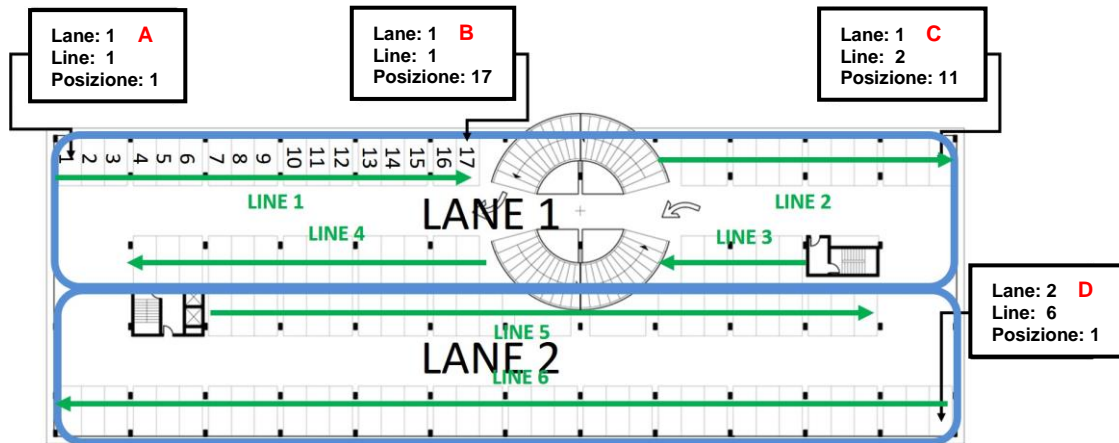 Lane: 1 A
Line: 1
Posizione: 1
Lane: 1 B
Line: 1
Posizione: 17
Lane: 1 C
Line: 2
Posizione: 11
1 2 3 4 5 6 7 8 9 10 11 12 13 14 15 16 17
LINE 1
LANE 1
LINE 2
LINE 4
LINE 3
Lane: 2 D
Line: 6
Posizione: 1
LINE 5
LANE 2
LINE 6